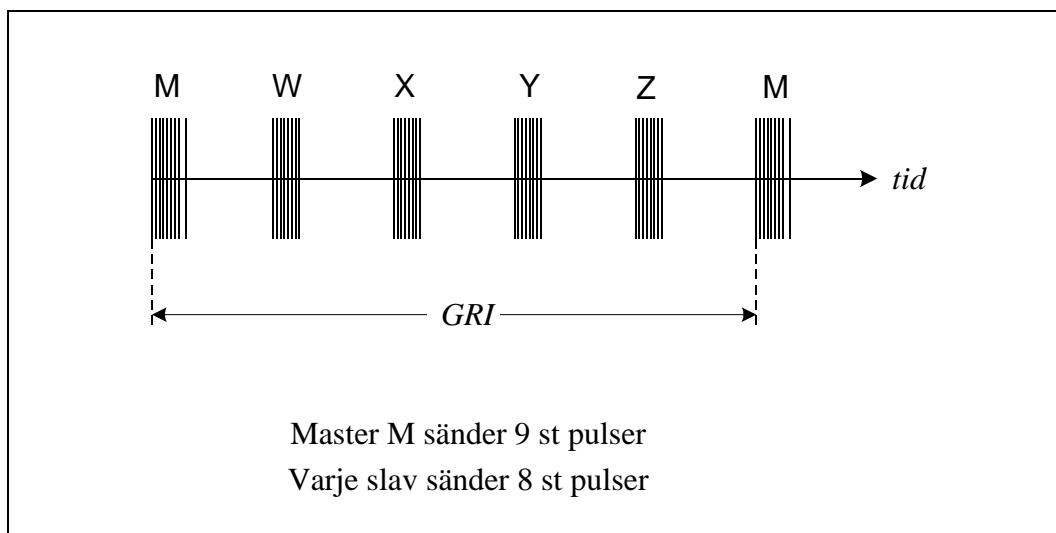 M W X Y Z M
tid
GRI
Master M sänder 9 st pulser
Varje slav sänder 8 st pulser